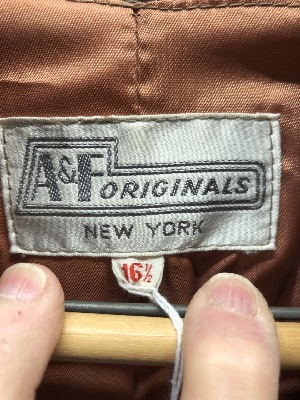 A&F ORIGINALS
NEW YORK
16½